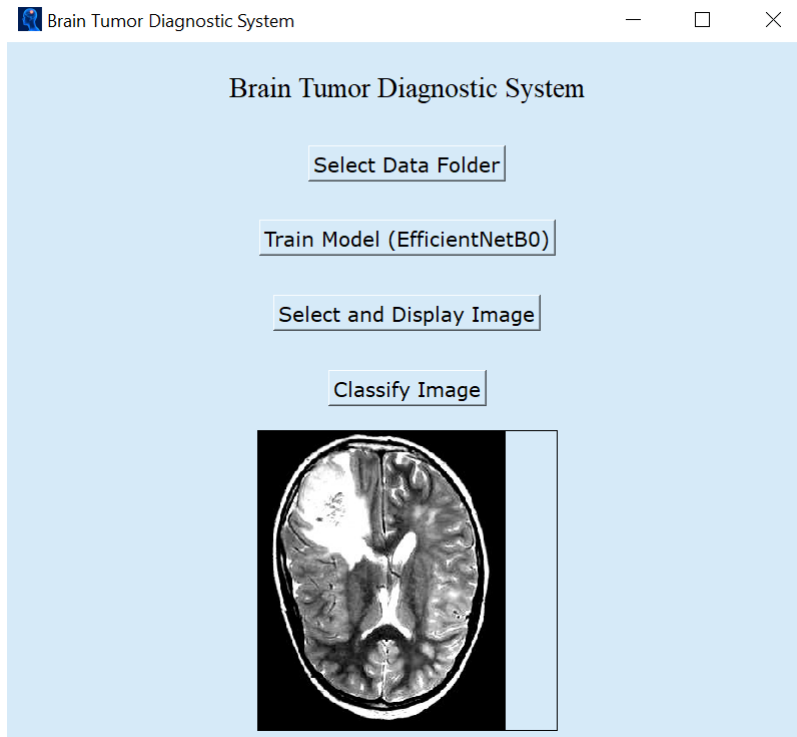 Brain Tumor Diagnostic System
Brain Tumor Diagnostic System
Select Data Folder
Train Model (EfficientNetB0)
Select and Display Image
Classify Image